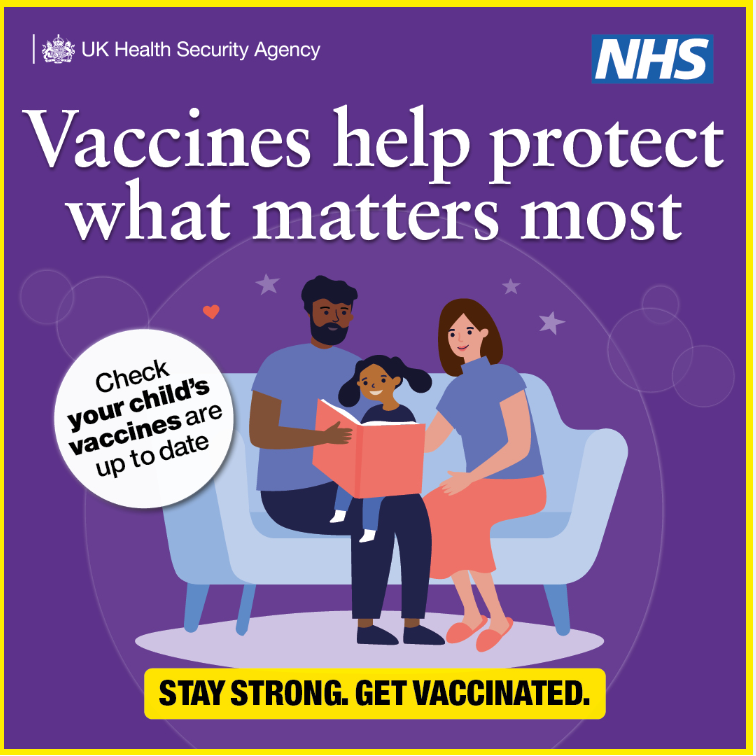 UK Health Security Agency
NHS
Vaccines help protect
what matters most
Check
your child's
vaccines are
up to date
STAY STRONG. GET VACCINATED.